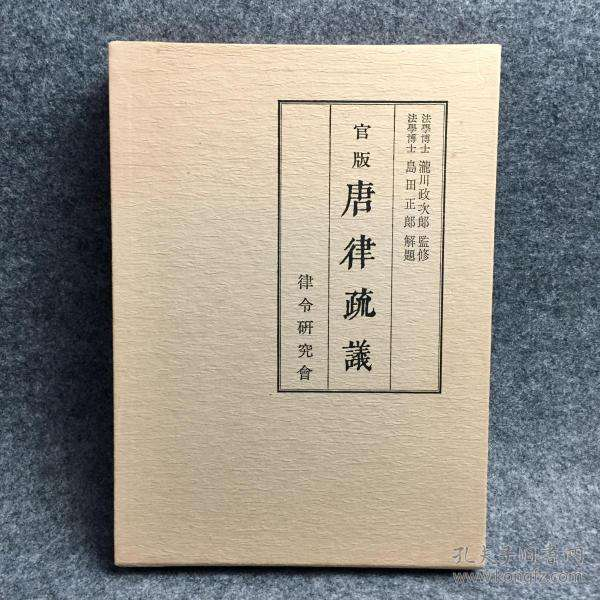 法學博士 瀧川政次郎 監修
法學博士 島田正郎 解題
官版 唐律疏議
律令研究會
孔夫子旧书网
www.kongfz.com